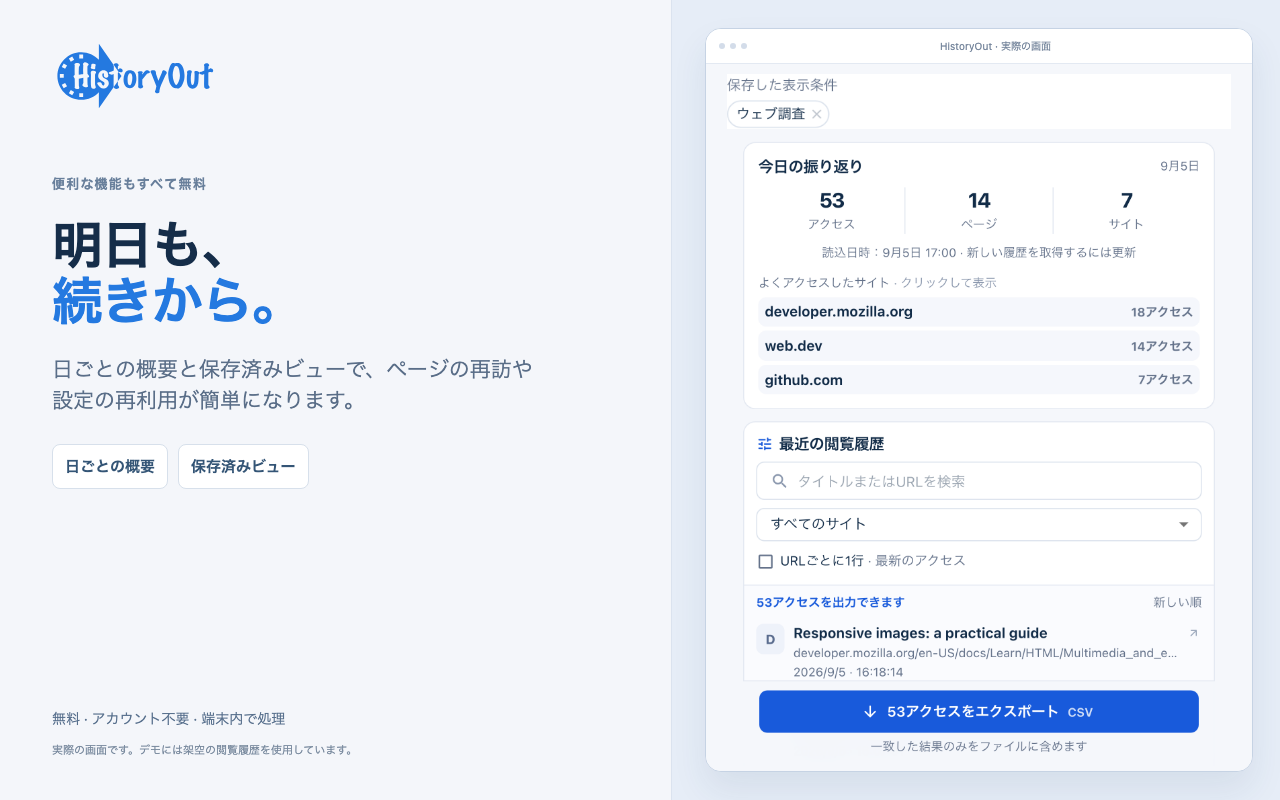 HistoryOut
便利な機能もすべて無料
明日も、
続きから。
日ごとの概要と保存済みビューで、ページの再訪や
設定の再利用が簡単になります。
日ごとの概要
保存済みビュー
無料 · アカウント不要 · 端末内で処理
実際の画面です。デモには架空の閲覧履歴を使用しています。
HistoryOut · 実際の画面
保存した表示条件
ウェブ調査 ×
今日の振り返り 9月5日
53 14 7
アクセス ページ サイト
読込日時：9月5日 17:00 · 新しい履歴を取得するには更新
よくアクセスしたサイト · クリックして表示
developer.mozilla.org 18アクセス
web.dev 14アクセス
github.com 7アクセス
最近の閲覧履歴
タイトルまたはURLを検索
すべてのサイト
URLごとに1行 · 最新のアクセス
53アクセスを出力できます 新しい順
D Responsive images: a practical guide
developer.mozilla.org/en-US/docs/Learn/HTML/Multimedia_and_e...
2026/9/5 · 16:18:14
53アクセスをエクスポート CSV
一致した結果のみをファイルに含めます